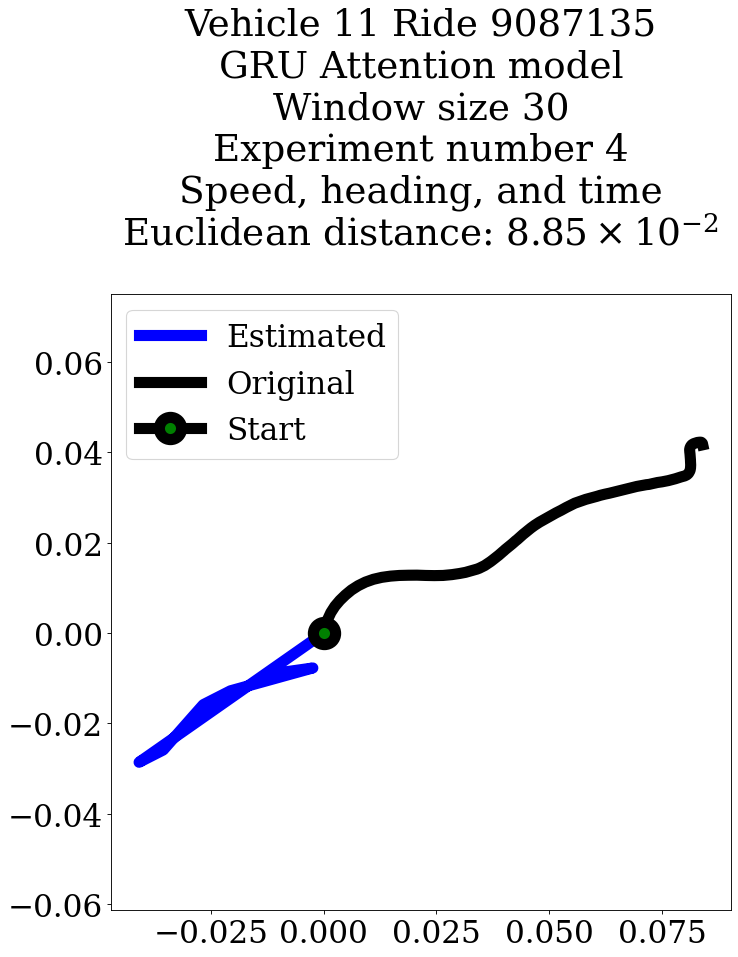 Vehicle 11 Ride 9087135
GRU Attention model
Window size 30
Experiment number 4
Speed, heading, and time
Euclidean distance: 8.85 × 10⁻²
Estimated
Original
Start
0.06
0.04
0.02
0.00
−0.02
−0.04
−0.06
−0.025 0.000 0.025 0.050 0.075